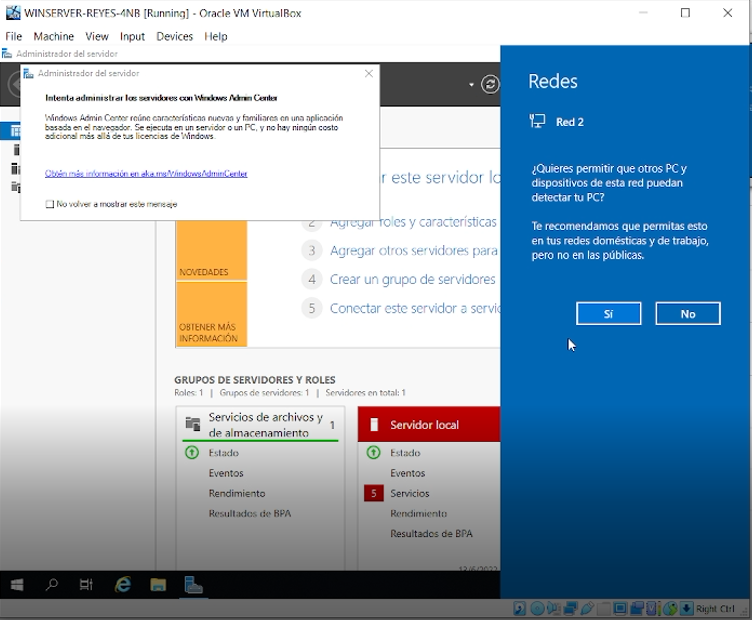 WINSERVER-REYES-4NB [Running] - Oracle VM VirtualBox
File Machine View Input Devices Help
Administrador del servidor
Administrador del servidor
Intenta administrar los servidores con Windows Admin Center
Windows Admin Center reúne características nuevas y familiares en una aplicación
basada en el navegador. Se ejecuta en un servidor o un PC, y no hay ningún costo
adicional más allá de tus licencias de Windows.
Obtén más información en aka.ms/WindowsAdminCenter
No volver a mostrar este mensaje
r este servidor lo
2 Agregar roles y características
3 Agregar otros servidores para
4 Crear un grupo de servidores
5 Conectar este servidor a servic
NOVEDADES
OBTENER MÁS
INFORMACIÓN
GRUPOS DE SERVIDORES Y ROLES
Roles: 1 | Grupos de servidores: 1 | Servidores en total: 1
Servicios de archivos y
de almacenamiento
1
Estado
Eventos
Rendimiento
Resultados de BPA
Servidor local
Estado
Eventos
5 Servicios
Rendimiento
Resultados de BPA
13/6/2022
Redes
Red 2
¿Quieres permitir que otros PC y
dispositivos de esta red puedan
detectar tu PC?
Te recomendamos que permitas esto
en tus redes domésticas y de trabajo,
pero no en las públicas.
Sí
No
Right Ctrl